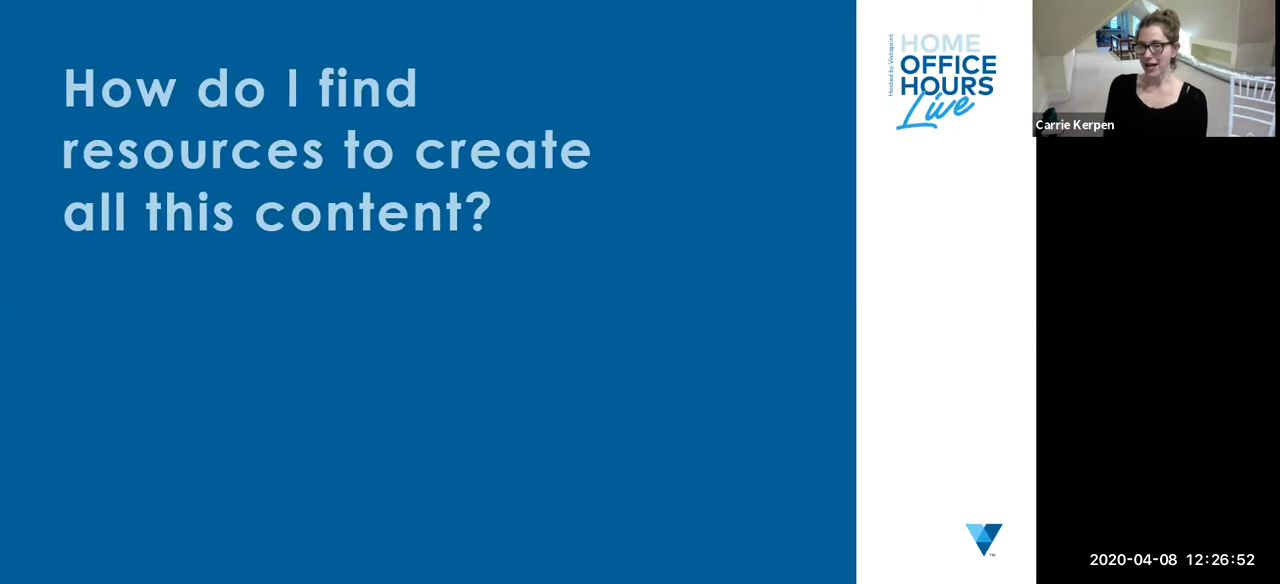 How do I find
resources to create
all this content?
Hosted by Vistaprint
HOME
OFFICE
HOURS
Live
Carrie Kerpen
TM
2020-04-08 12:26:52